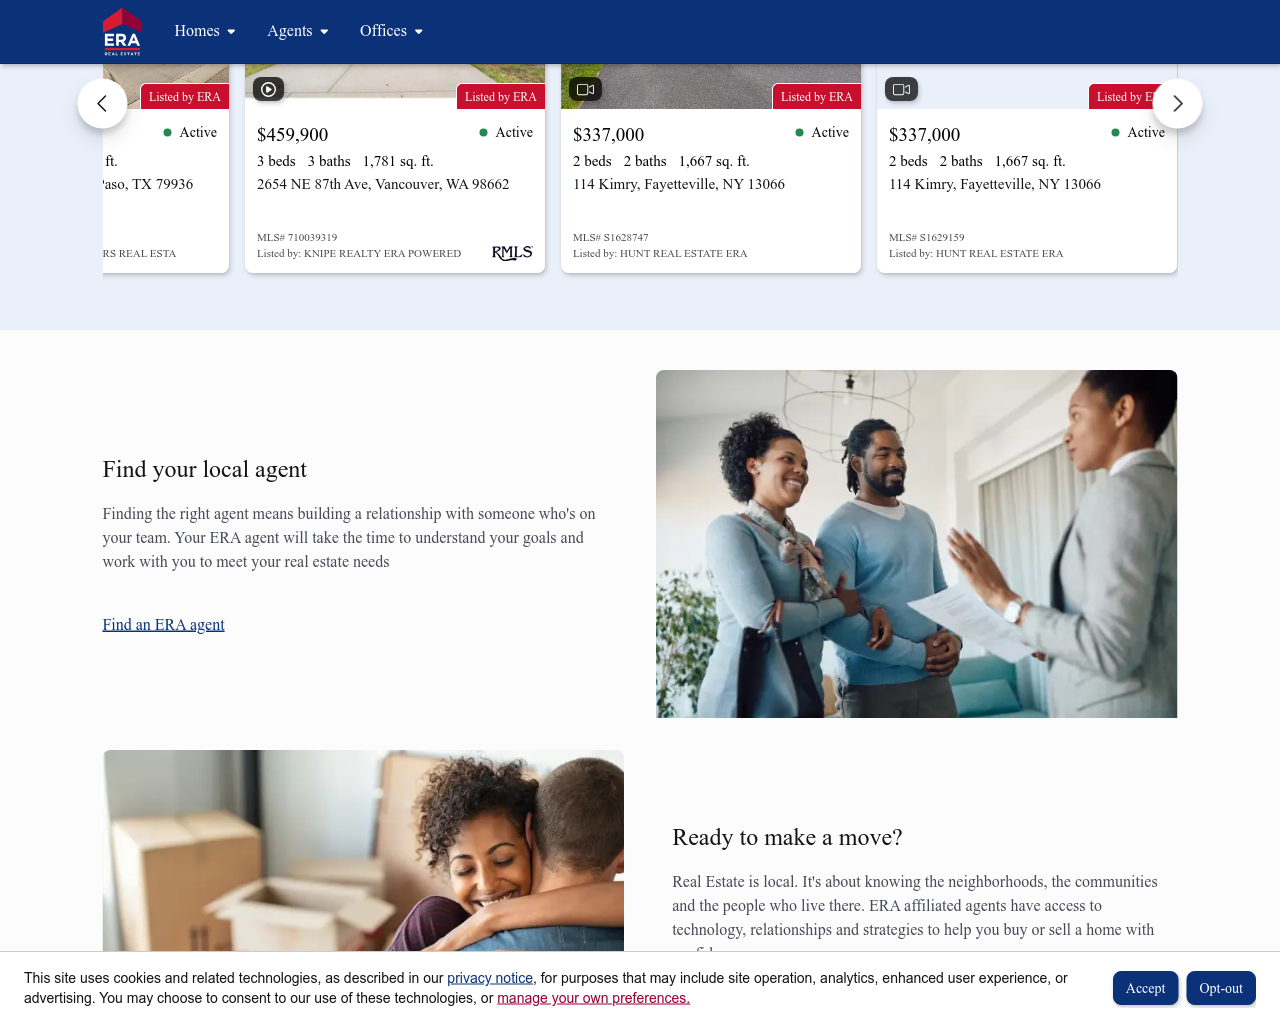 ERA
REAL ESTATE
Homes
Agents
Offices
Listed by ERA
Listed by ERA
Listed by ERA
Listed by
Active
ft.
Paso, TX 79936
RS REAL ESTA
$459,900
Active
3 beds 3 baths 1,781 sq. ft.
2654 NE 87th Ave, Vancouver, WA 98662
MLS# 710039319
Listed by: KNIPE REALTY ERA POWERED
RMLS
$337,000
Active
2 beds 2 baths 1,667 sq. ft.
114 Kimry, Fayetteville, NY 13066
MLS# S1628747
Listed by: HUNT REAL ESTATE ERA
$337,000
Active
2 beds 2 baths 1,667 sq. ft.
114 Kimry, Fayetteville, NY 13066
MLS# S1629159
Listed by: HUNT REAL ESTATE ERA
Find your local agent
Finding the right agent means building a relationship with someone who's on
your team. Your ERA agent will take the time to understand your goals and
work with you to meet your real estate needs
Find an ERA agent
Ready to make a move?
Real Estate is local. It's about knowing the neighborhoods, the communities
and the people who live there. ERA affiliated agents have access to
technology, relationships and strategies to help you buy or sell a home with
This site uses cookies and related technologies, as described in our privacy notice, for purposes that may include site operation, analytics, enhanced user experience, or
advertising. You may choose to consent to our use of these technologies, or manage your own preferences.
Accept
Opt-out